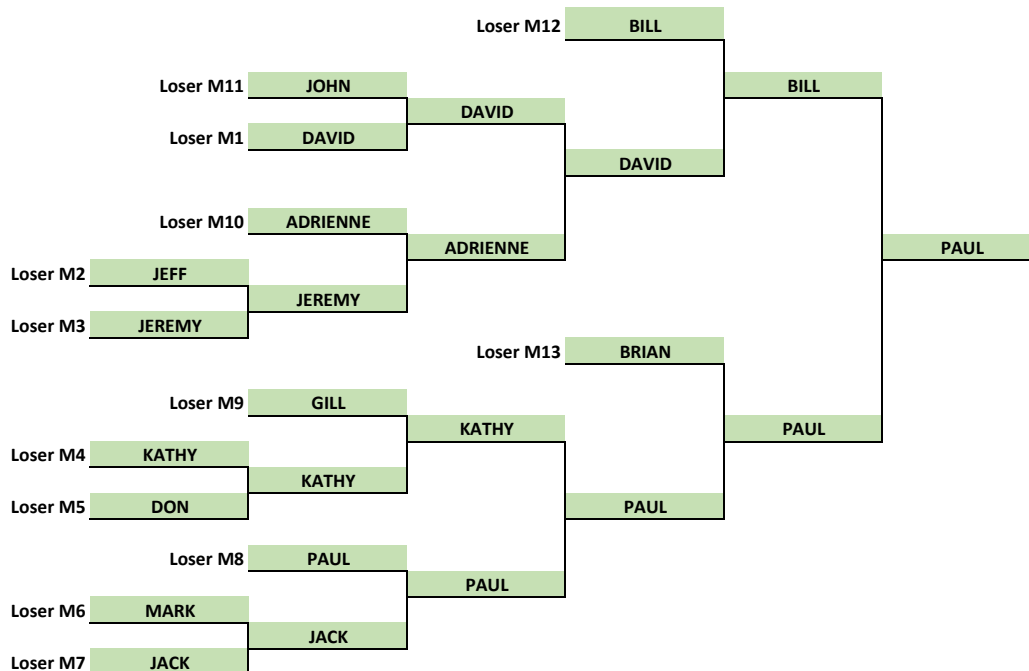 Loser M12 BILL
Loser M11 JOHN BILL
DAVID
Loser M1 DAVID
DAVID
Loser M10 ADRIENNE
ADRIENNE PAUL
Loser M2 JEFF
JEREMY
Loser M3 JEREMY
Loser M13 BRIAN
Loser M9 GILL
KATHY PAUL
Loser M4 KATHY
KATHY
Loser M5 DON PAUL
Loser M8 PAUL
PAUL
Loser M6 MARK
JACK
Loser M7 JACK